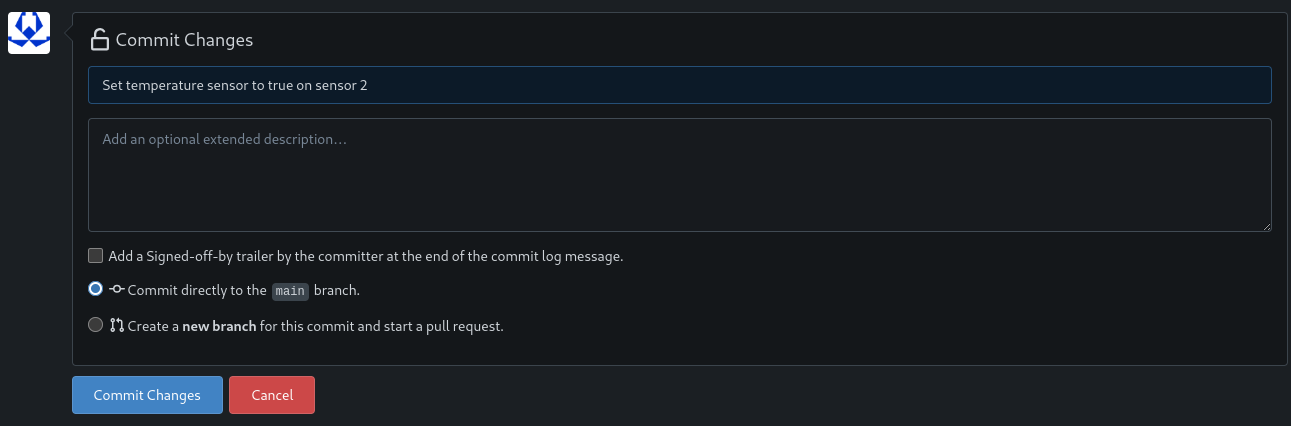 Commit Changes
Set temperature sensor to true on sensor 2
Add an optional extended description...
Add a Signed-off-by trailer by the committer at the end of the commit log message.
Commit directly to the main branch.
Create a new branch for this commit and start a pull request.
Commit Changes Cancel